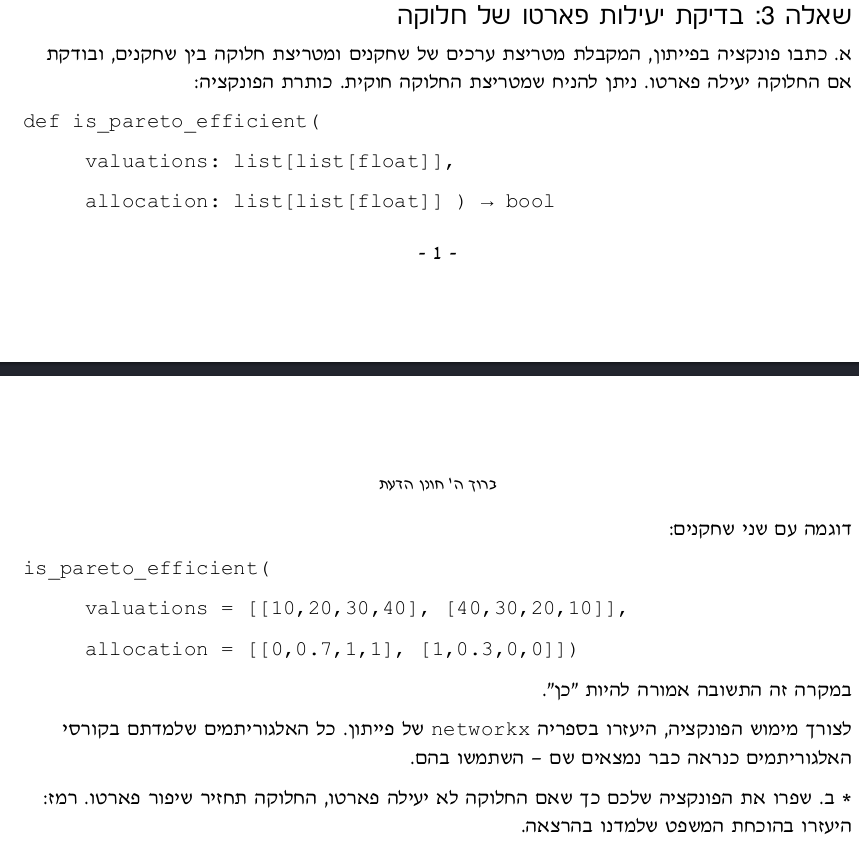 שאלה 3: בדיקת יעילות פארטו של חלוקה
א. כתבו פונקציה בפייתון, המקבלת מטריצת ערכים של שחקנים ומטריצת חלוקה בין שחקנים, ובודקת
אם החלוקה יעילה פארטו. ניתן להניח שמטריצת החלוקה חוקית. כותרת הפונקציה:
def is_pareto_efficient(
valuations: list[list[float]],
allocation: list[list[float]] ) → bool
- 1 -
ברוך ה' חונן הדעת
דוגמה עם שני שחקנים:
is_pareto_efficient(
valuations = [[10,20,30,40], [40,30,20,10]],
allocation = [[0,0.7,1,1], [1,0.3,0,0]])
במקרה זה התשובה אמורה להיות "כן".
לצורך מימוש הפונקציה, היעזרו בספריה networkx של פייתון. כל האלגוריתמים שלמדתם בקורסי
האלגוריתמים כנראה כבר נמצאים שם – השתמשו בהם.
* ב. שפרו את הפונקציה שלכם כך שאם החלוקה לא יעילה פארטו, החלוקה תחזיר שיפור פארטו. רמז:
היעזרו בהוכחת המשפט שלמדנו בהרצאה.